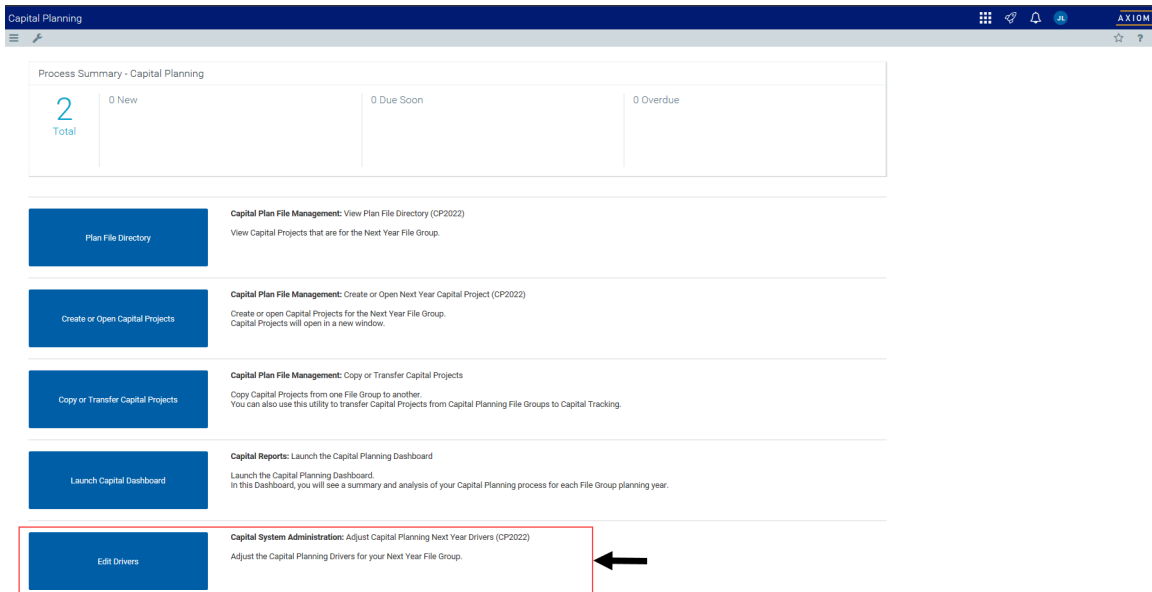 Capital Planning
JL
AXIOM
?
Process Summary - Capital Planning
2
Total
0 New
0 Due Soon
0 Overdue
Plan File Directory
Capital Plan File Management: View Plan File Directory (CP2022)
View Capital Projects that are for the Next Year File Group.
Create or Open Capital Projects
Capital Plan File Management: Create or Open Next Year Capital Project (CP2022)
Create or open Capital Projects for the Next Year File Group.
Capital Projects will open in a new window.
Copy or Transfer Capital Projects
Capital Plan File Management: Copy or Transfer Capital Projects
Copy Capital Projects from one File Group to another.
You can also use this utility to transfer Capital Projects from Capital Planning File Groups to Capital Tracking.
Launch Capital Dashboard
Capital Reports: Launch the Capital Planning Dashboard
Launch the Capital Planning Dashboard.
In this Dashboard, you will see a summary and analysis of your Capital Planning process for each File Group planning year.
Edit Drivers
Capital System Administration: Adjust Capital Planning Next Year Drivers (CP2022)
Adjust the Capital Planning Drivers for your Next Year File Group.